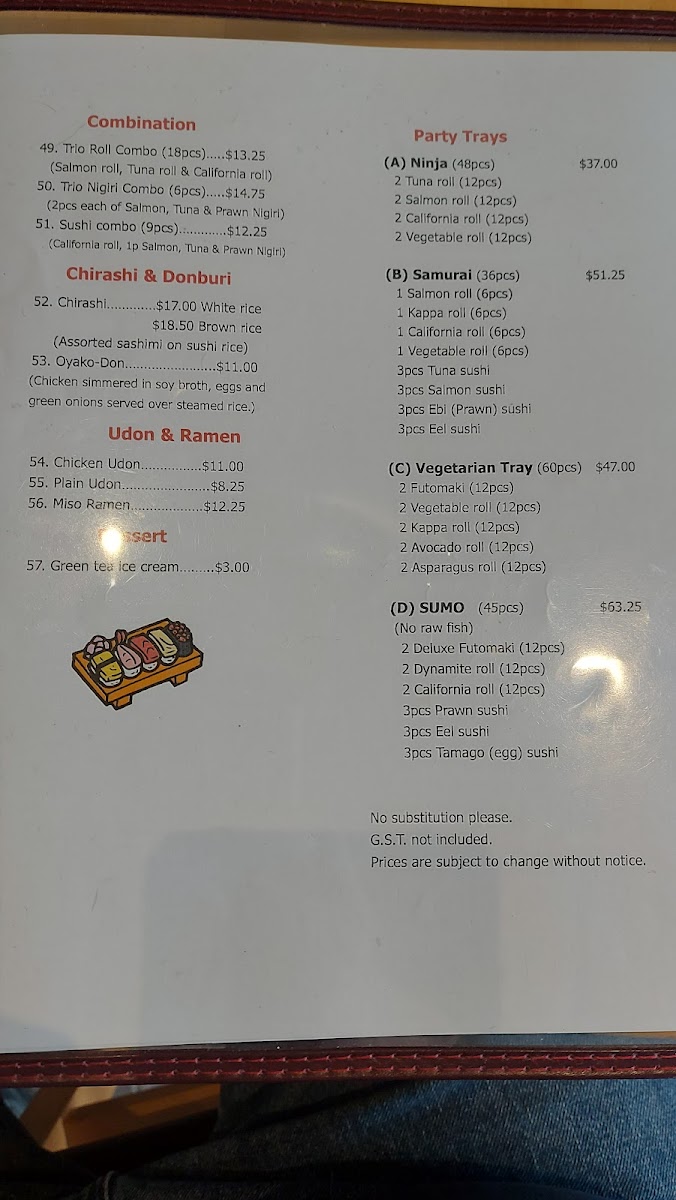 Combination
49. Trio Roll Combo (18pcs).....$13.25
(Salmon roll, Tuna roll & California roll)
50. Trio Nigiri Combo (6pcs).....$14.75
(2pcs each of Salmon, Tuna & Prawn Nigiri)
51. Sushi combo (9pcs)............$12.25
(California roll, 1p Salmon, Tuna & Prawn Nigiri)
Chirashi & Donburi
52. Chirashi............$17.00 White rice
$18.50 Brown rice
(Assorted sashimi on sushi rice)
53. Oyako-Don.......................$11.00
(Chicken simmered in soy broth, eggs and
green onions served over steamed rice.)
Udon & Ramen
54. Chicken Udon...............$11.00
55. Plain Udon......................$8.25
56. Miso Ramen..................$12.25
Dessert
57. Green tea ice cream.........$3.00
Party Trays
(A) Ninja (48pcs) $37.00
2 Tuna roll (12pcs)
2 Salmon roll (12pcs)
2 California roll (12pcs)
2 Vegetable roll (12pcs)
(B) Samurai (36pcs) $51.25
1 Salmon roll (6pcs)
1 Kappa roll (6pcs)
1 California roll (6pcs)
1 Vegetable roll (6pcs)
3pcs Tuna sushi
3pcs Salmon sushi
3pcs Ebi (Prawn) sushi
3pcs Eel sushi
(C) Vegetarian Tray (60pcs) $47.00
2 Futomaki (12pcs)
2 Vegetable roll (12pcs)
2 Kappa roll (12pcs)
2 Avocado roll (12pcs)
2 Asparagus roll (12pcs)
(D) SUMO (45pcs) $63.25
(No raw fish)
2 Deluxe Futomaki (12pcs)
2 Dynamite roll (12pcs)
2 California roll (12pcs)
3pcs Prawn sushi
3pcs Eel sushi
3pcs Tamago (egg) sushi
No substitution please.
G.S.T. not included.
Prices are subject to change without notice.